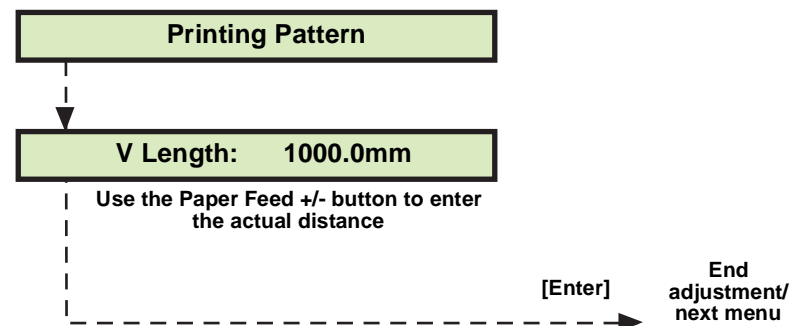 Printing Pattern
V Length: 1000.0mm
Use the Paper Feed +/- button to enter
the actual distance
[Enter]
End
adjustment/
next menu